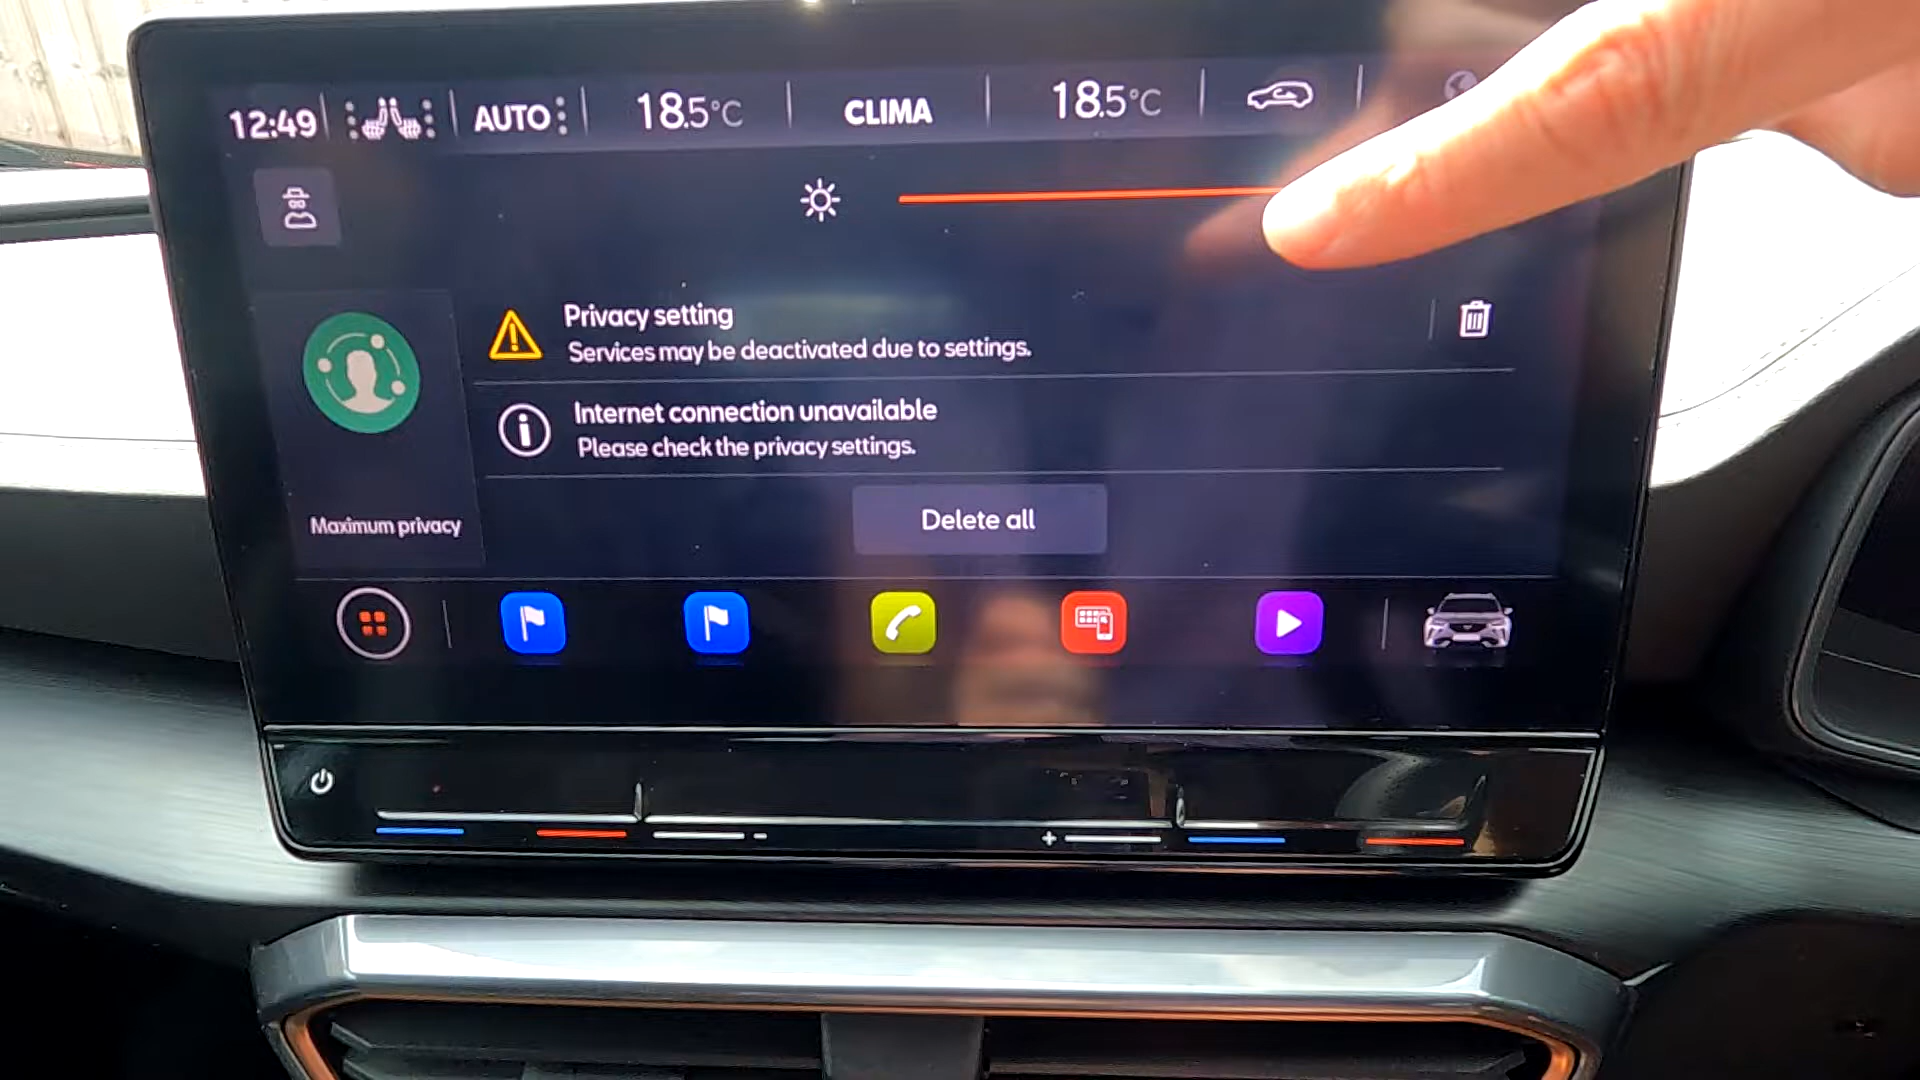 12:49 AUTO 18.5°C CLIMA 18.5°C
Privacy setting
Services may be deactivated due to settings.
Internet connection unavailable
Please check the privacy settings.
Maximum privacy
Delete all
- +